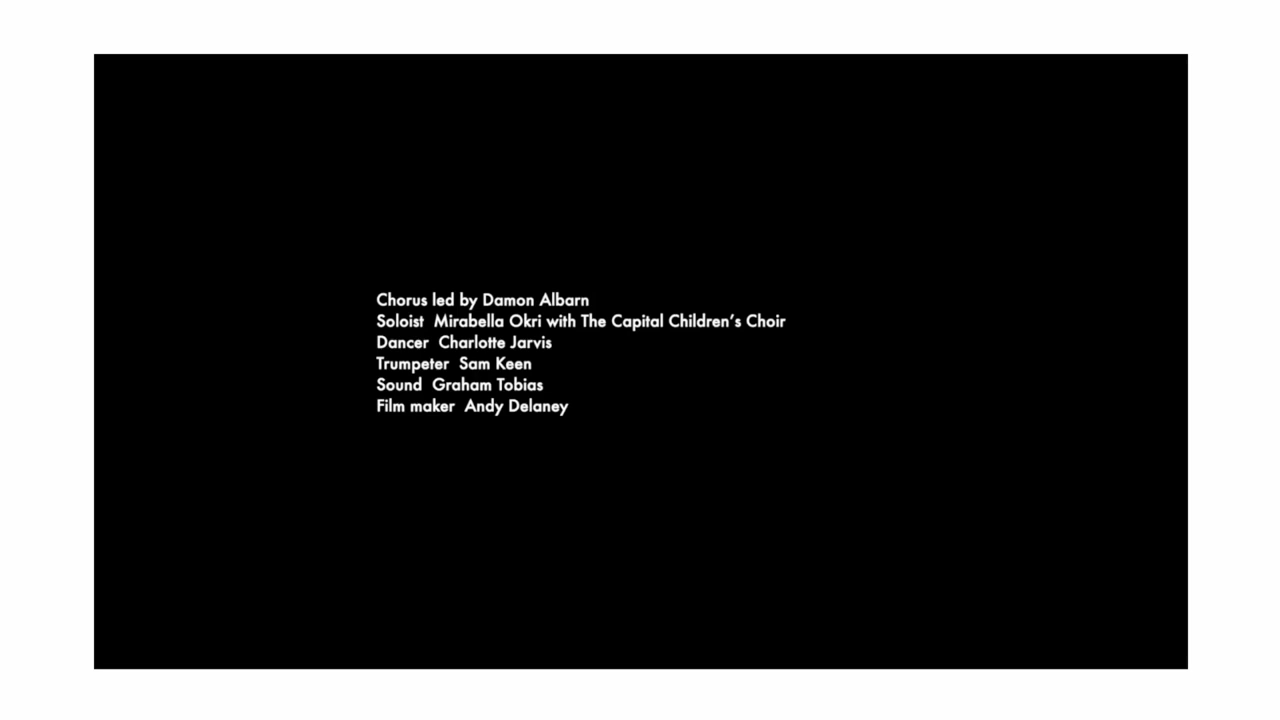 Chorus led by Damon Albarn
Soloist  Mirabella Okri with The Capital Children’s Choir
Dancer  Charlotte Jarvis
Trumpeter  Sam Keen
Sound  Graham Tobias
Film maker  Andy Delaney